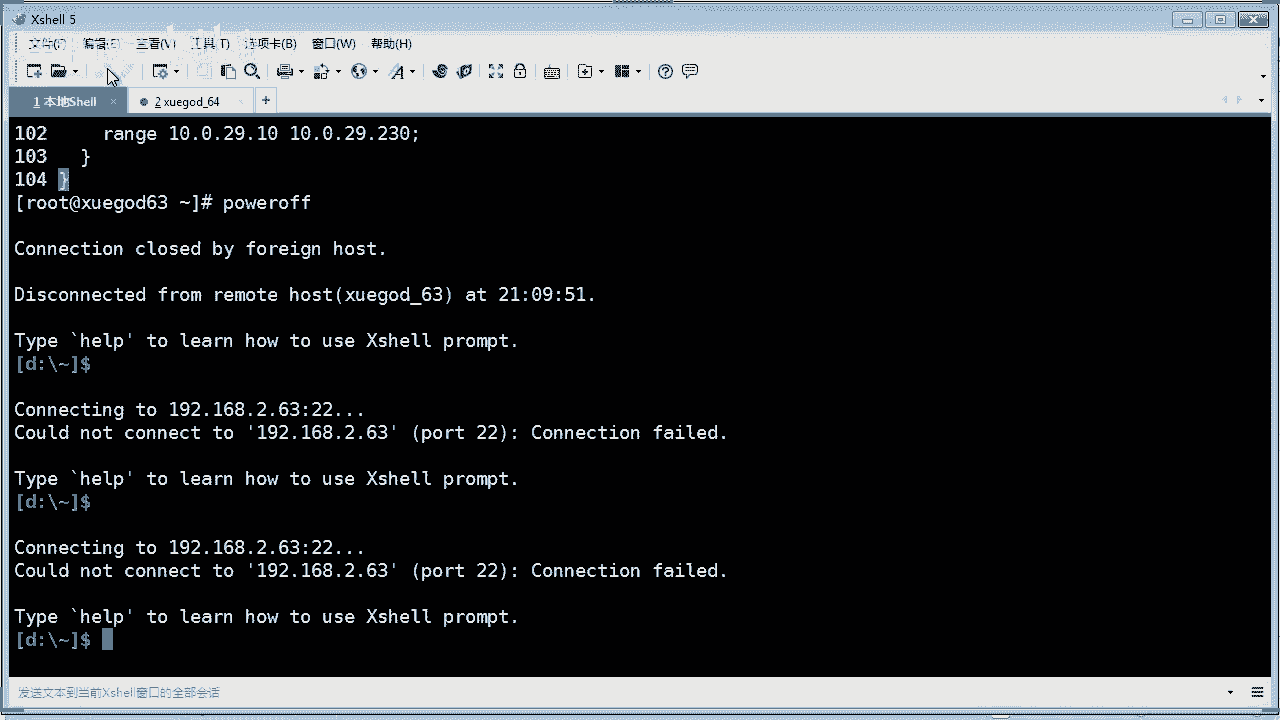 Xshell 5
文件(F) 编辑(E) 查看(V) 工具(T) 选项卡(B) 窗口(W) 帮助(H)
1 本地Shell × 2 xuegod_64 +
102 range 10.0.29.10 10.0.29.230;
103 }
104 }
[root@xuegod63 ~]# poweroff
Connection closed by foreign host.
Disconnected from remote host(xuegod_63) at 21:09:51.
Type `help' to learn how to use Xshell prompt.
[d:\~]$
Connecting to 192.168.2.63:22...
Could not connect to '192.168.2.63' (port 22): Connection failed.
Type `help' to learn how to use Xshell prompt.
[d:\~]$
Connecting to 192.168.2.63:22...
Could not connect to '192.168.2.63' (port 22): Connection failed.
Type `help' to learn how to use Xshell prompt.
[d:\~]$
发送文本到当前Xshell窗口的全部会话